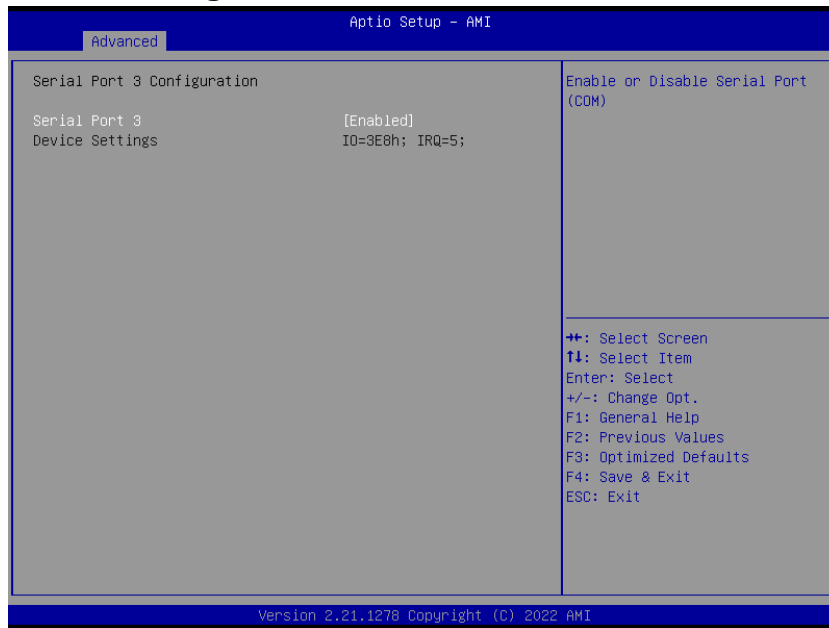 Aptio Setup – AMI
Advanced
Serial Port 3 Configuration
Serial Port 3 [Enabled]
Device Settings IO=3E8h; IRQ=5;
Enable or Disable Serial Port
(COM)
→←: Select Screen
↑↓: Select Item
Enter: Select
+/-: Change Opt.
F1: General Help
F2: Previous Values
F3: Optimized Defaults
F4: Save & Exit
ESC: Exit
Version 2.21.1278 Copyright (C) 2022 AMI